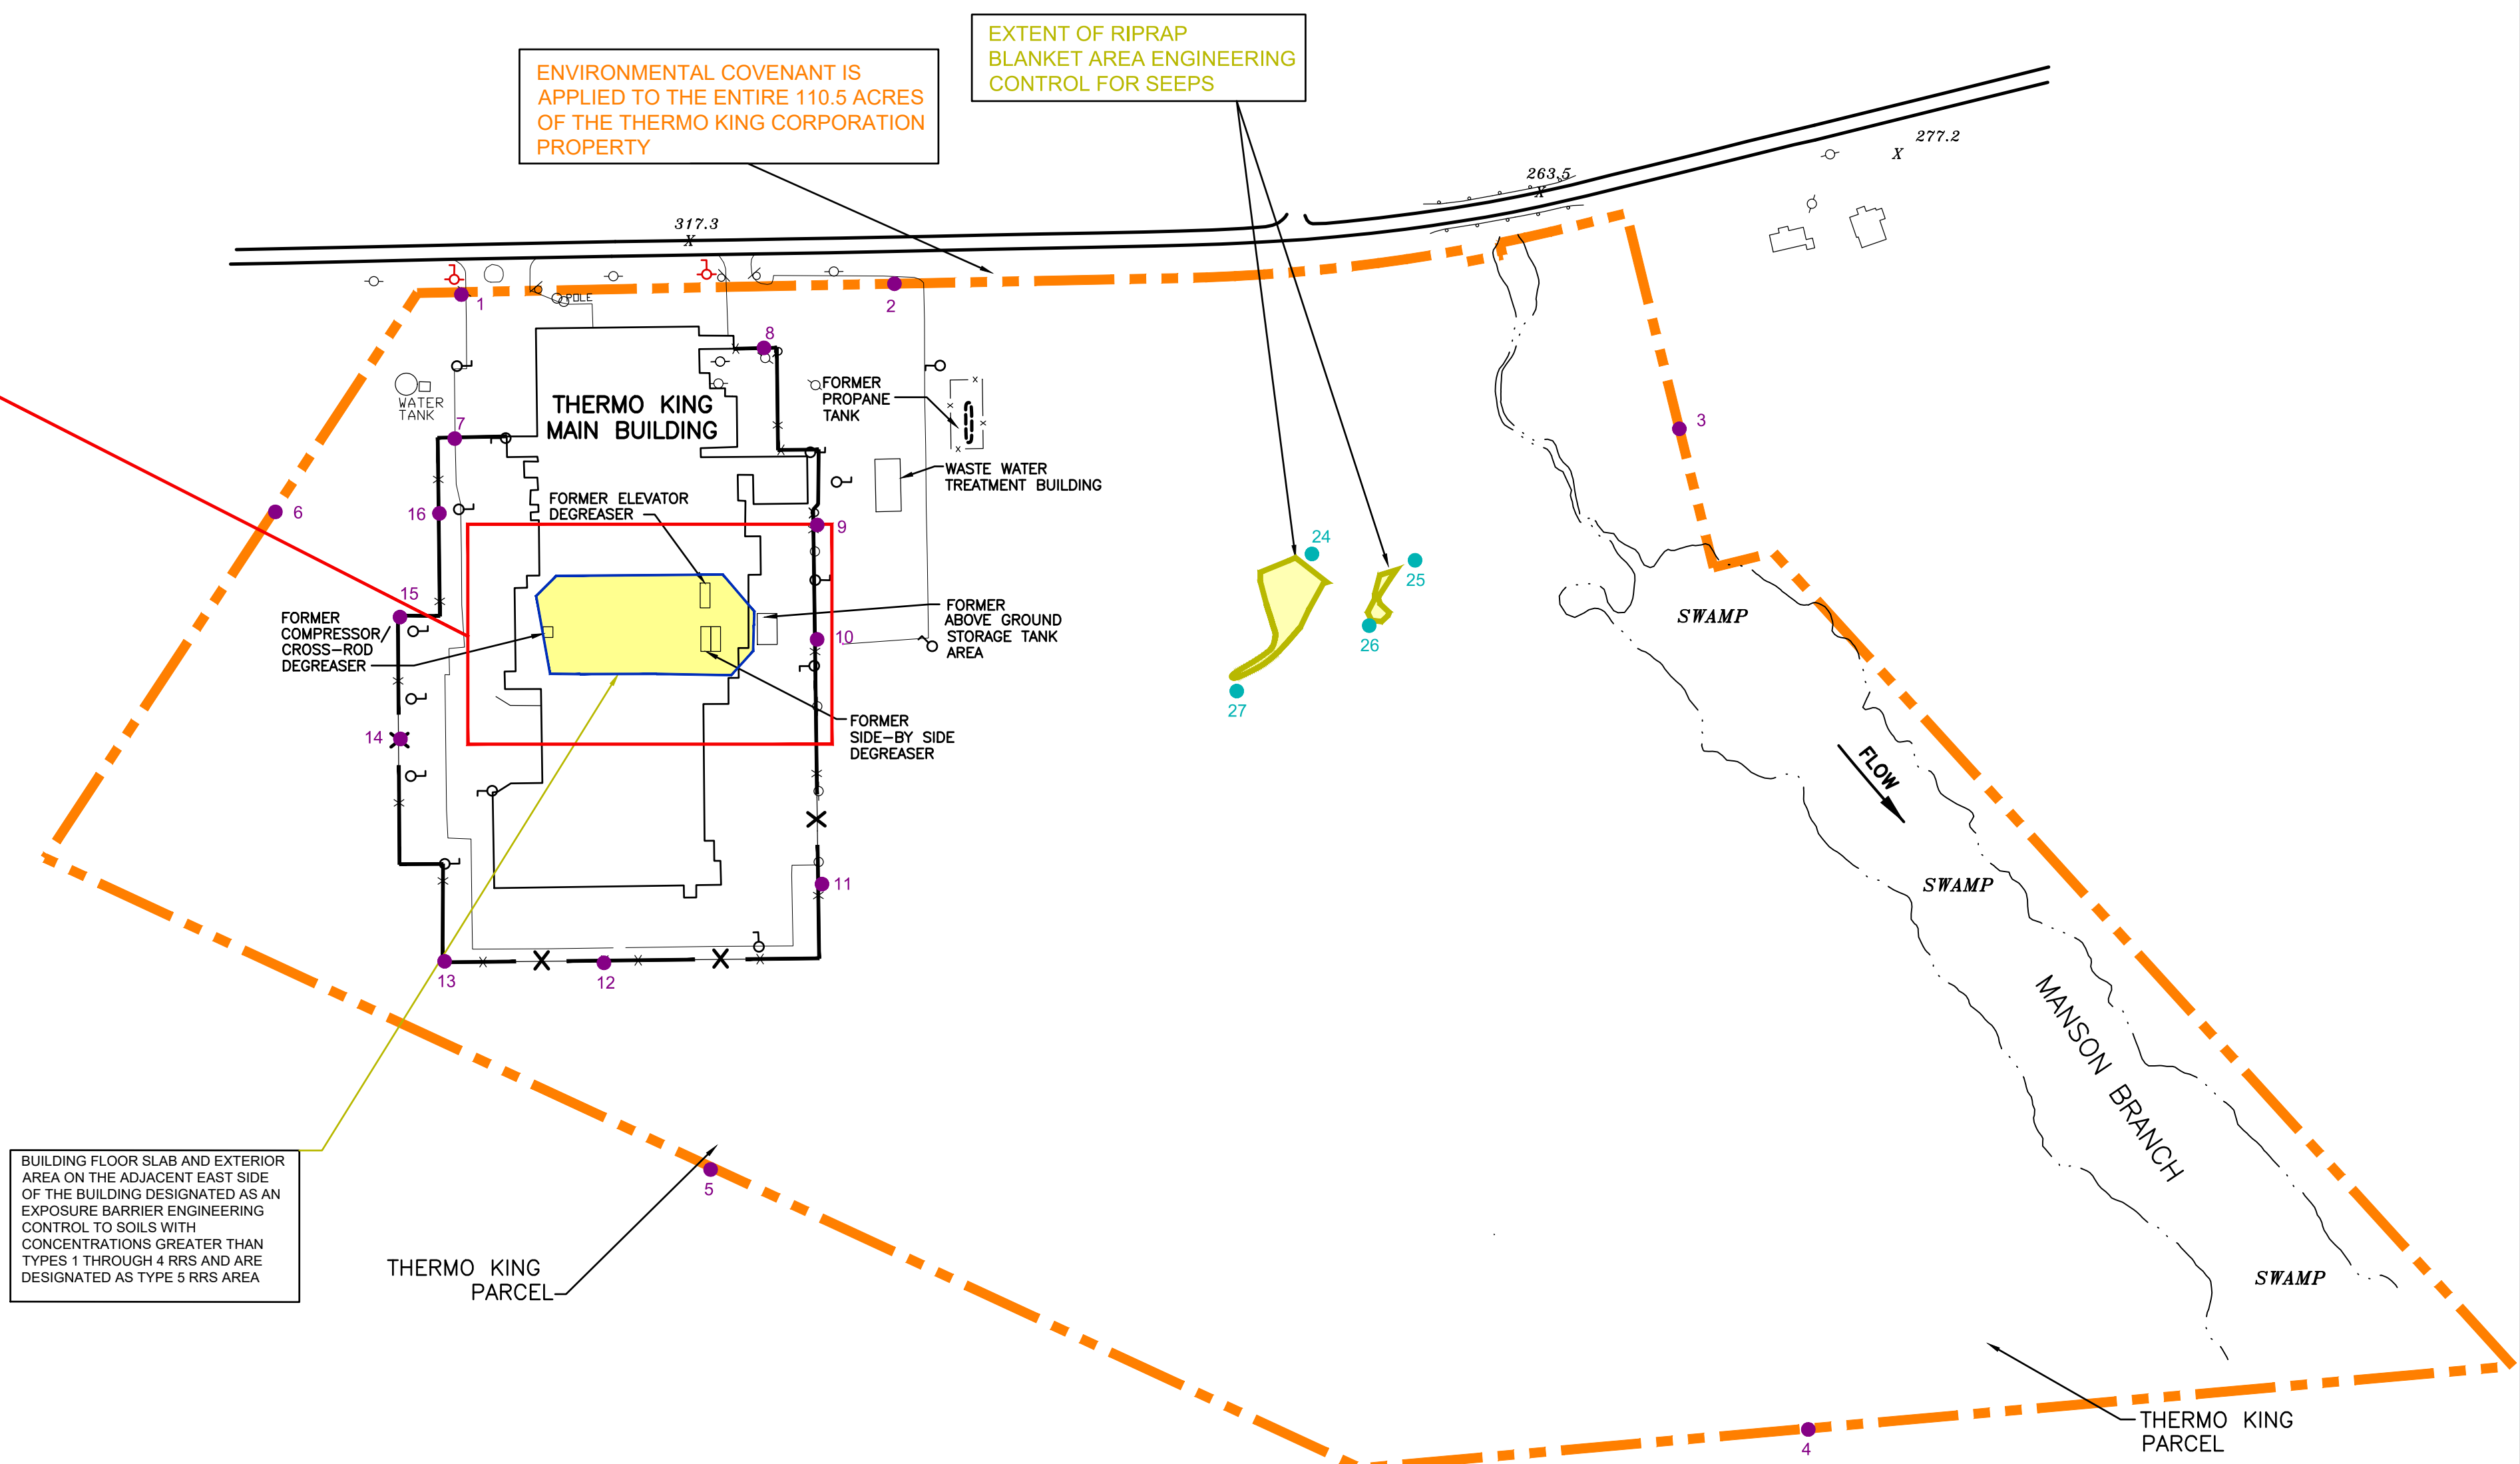 EXTENT OF RIPRAP
BLANKET AREA ENGINEERING
CONTROL FOR SEEPS
ENVIRONMENTAL COVENANT IS
APPLIED TO THE ENTIRE 110.5 ACRES
OF THE THERMO KING CORPORATION
PROPERTY
277.2
X
263.5
X
317.3
X
1
POLE
2
8
WATER
TANK
THERMO KING
MAIN BUILDING
FORMER
PROPANE
TANK
3
7
WASTE WATER
TREATMENT BUILDING
FORMER ELEVATOR
DEGREASER
6
16
9
24
25
15
FORMER
COMPRESSOR/
CROSS-ROD
DEGREASER
FORMER
ABOVE GROUND
STORAGE TANK
AREA
10
26
SWAMP
27
14
FORMER
SIDE-BY SIDE
DEGREASER
FLOW
11
SWAMP
13
12
MANSON BRANCH
BUILDING FLOOR SLAB AND EXTERIOR
AREA ON THE ADJACENT EAST SIDE
OF THE BUILDING DESIGNATED AS AN
EXPOSURE BARRIER ENGINEERING
CONTROL TO SOILS WITH
CONCENTRATIONS GREATER THAN
TYPES 1 THROUGH 4 RRS AND ARE
DESIGNATED AS TYPE 5 RRS AREA
5
THERMO KING
PARCEL
SWAMP
4
THERMO KING
PARCEL